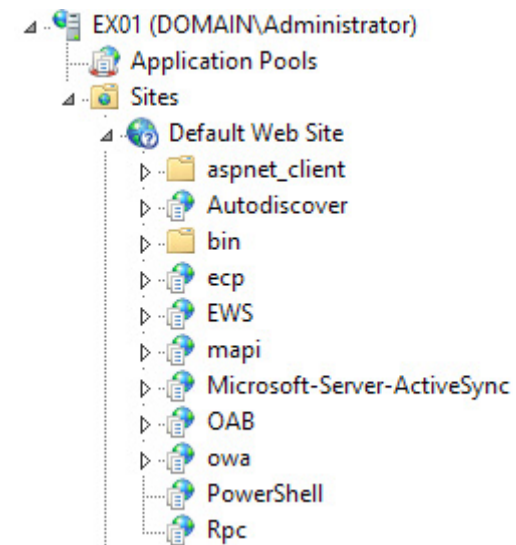 EX01 (DOMAIN\Administrator)
Application Pools
Sites
Default Web Site
aspnet_client
Autodiscover
bin
ecp
EWS
mapi
Microsoft-Server-ActiveSync
OAB
owa
PowerShell
Rpc